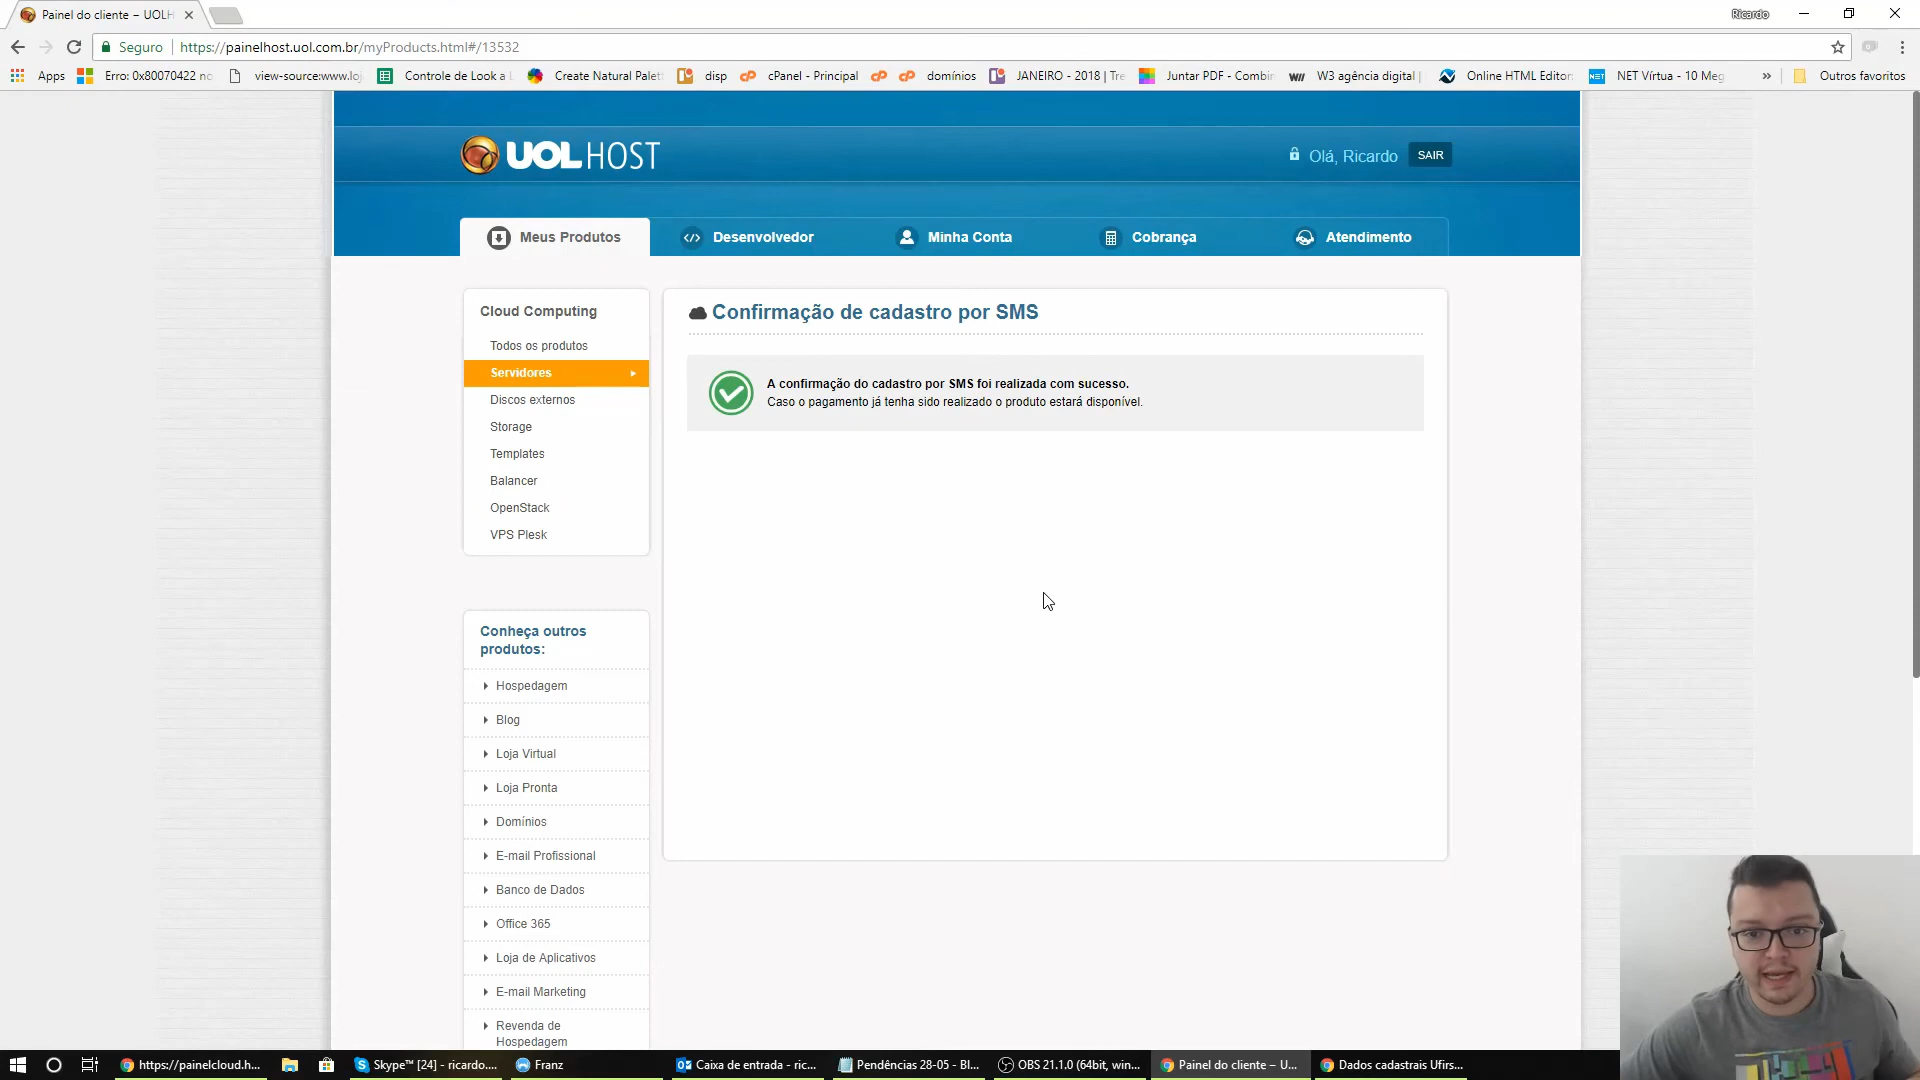 Painel do cliente – UOLH
Ricardo
Seguro
https://painelhost.uol.com.br/myProducts.html#/13532
Apps
Erro: 0x80070422 no
view-source:www.loj
Controle de Look a L
Create Natural Palet
disp
cPanel - Principal
domínios
JANEIRO - 2018 | Tre
Juntar PDF - Combin
W3 agência digital |
Online HTML Editor
NET Vírtua - 10 Meg
»
Outros favoritos
UOL HOST
Olá, Ricardo
SAIR
Meus Produtos
Desenvolvedor
Minha Conta
Cobrança
Atendimento
Cloud Computing
Todos os produtos
Servidores
Discos externos
Storage
Templates
Balancer
OpenStack
VPS Plesk
Confirmação de cadastro por SMS
A confirmação do cadastro por SMS foi realizada com sucesso.
Caso o pagamento já tenha sido realizado o produto estará disponível.
Conheça outros
produtos:
Hospedagem
Blog
Loja Virtual
Loja Pronta
Domínios
E-mail Profissional
Banco de Dados
Office 365
Loja de Aplicativos
E-mail Marketing
Revenda de
Hospedagem
https://painelcloud.h...
Skype™ [24] - ricardo....
Franz
Caixa de entrada - ric...
Pendências 28-05 - Bl...
OBS 21.1.0 (64bit, win...
Painel do cliente – U...
Dados cadastrais Ufirs...